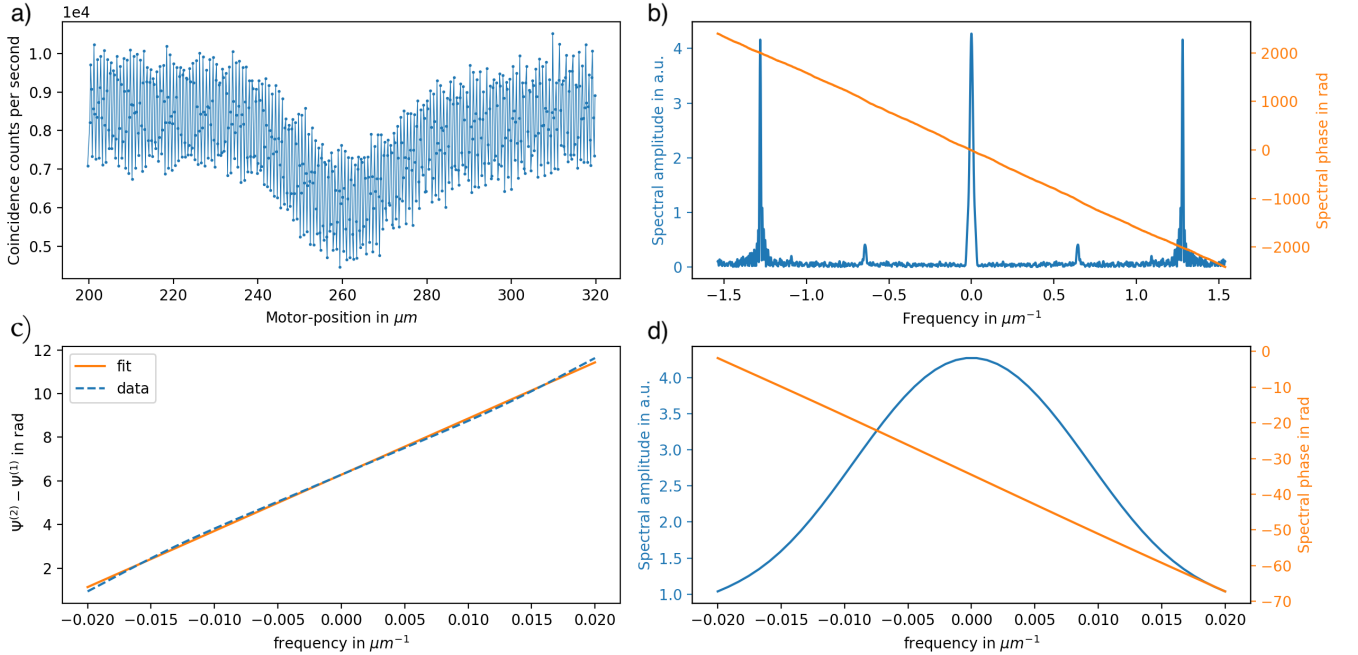 a)
1e4
Coincidence counts per second
1.0
0.9
0.8
0.7
0.6
0.5
200 220 240 260 280 300 320
Motor-position in μm
b)
Spectral amplitude in a.u.
4
3
2
1
0
2000
1000
0
−1000
−2000
Spectral phase in rad
−1.5 −1.0 −0.5 0.0 0.5 1.0 1.5
Frequency in μm⁻¹
c)
Ψ⁽²⁾ − Ψ⁽¹⁾ in rad
12
10
8
6
4
2
fit
data
−0.020 −0.015 −0.010 −0.005 0.000 0.005 0.010 0.015 0.020
frequency in μm⁻¹
d)
Spectral amplitude in a.u.
4.0
3.5
3.0
2.5
2.0
1.5
1.0
0
−10
−20
−30
−40
−50
−60
−70
Spectral phase in rad
−0.020 −0.015 −0.010 −0.005 0.000 0.005 0.010 0.015 0.020
frequency in μm⁻¹